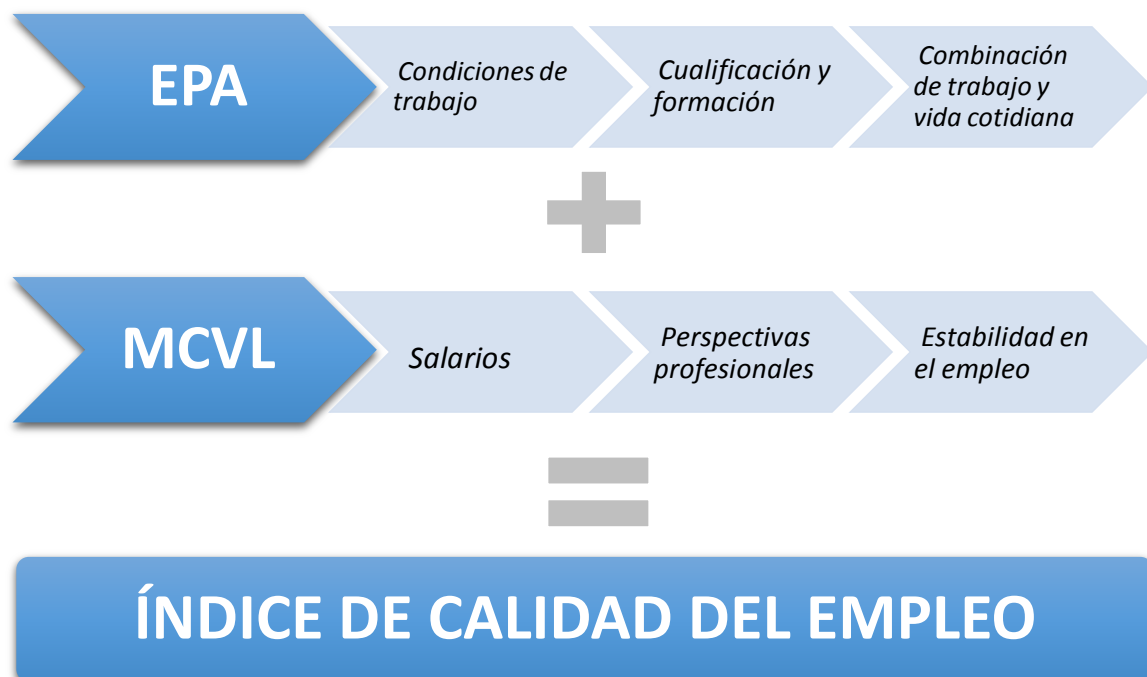 EPA
Condiciones de
trabajo
Cualificación y
formación
Combinación
de trabajo y
vida cotidiana
MCVL
Salarios
Perspectivas
profesionales
Estabilidad en
el empleo
ÍNDICE DE CALIDAD DEL EMPLEO